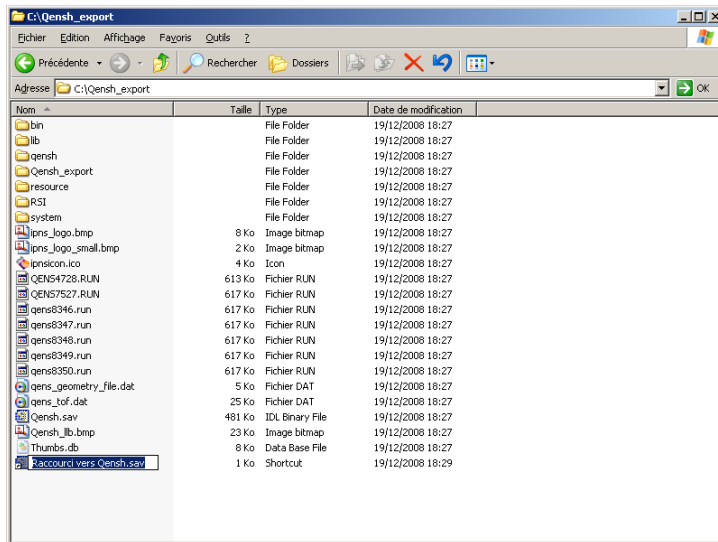 C:\Qensh_export
Fichier Edition Affichage Favoris Outils ?
Précédente Rechercher Dossiers
Adresse C:\Qensh_export OK
Nom Taille Type Date de modification
bin File Folder 19/12/2008 18:27
lib File Folder 19/12/2008 18:27
qensh File Folder 19/12/2008 18:27
Qensh_export File Folder 19/12/2008 18:27
resource File Folder 19/12/2008 18:27
RSI File Folder 19/12/2008 18:27
system File Folder 19/12/2008 18:27
ipns_logo.bmp 8 Ko Image bitmap 19/12/2008 18:27
ipns_logo_small.bmp 2 Ko Image bitmap 19/12/2008 18:27
ipnsicon.ico 4 Ko Icon 19/12/2008 18:27
QENS4728.RUN 613 Ko Fichier RUN 19/12/2008 18:27
QENS7527.RUN 617 Ko Fichier RUN 19/12/2008 18:27
qens8346.run 617 Ko Fichier RUN 19/12/2008 18:27
qens8347.run 617 Ko Fichier RUN 19/12/2008 18:27
qens8348.run 617 Ko Fichier RUN 19/12/2008 18:27
qens8349.run 617 Ko Fichier RUN 19/12/2008 18:27
qens8350.run 617 Ko Fichier RUN 19/12/2008 18:27
qens_geometry_file.dat 5 Ko Fichier DAT 19/12/2008 18:27
qens_tof.dat 25 Ko Fichier DAT 19/12/2008 18:27
Qensh.sav 481 Ko IDL Binary File 19/12/2008 18:27
Qensh_llb.bmp 23 Ko Image bitmap 19/12/2008 18:27
Thumbs.db 8 Ko Data Base File 19/12/2008 18:27
Raccourci vers Qensh.sav 1 Ko Shortcut 19/12/2008 18:29